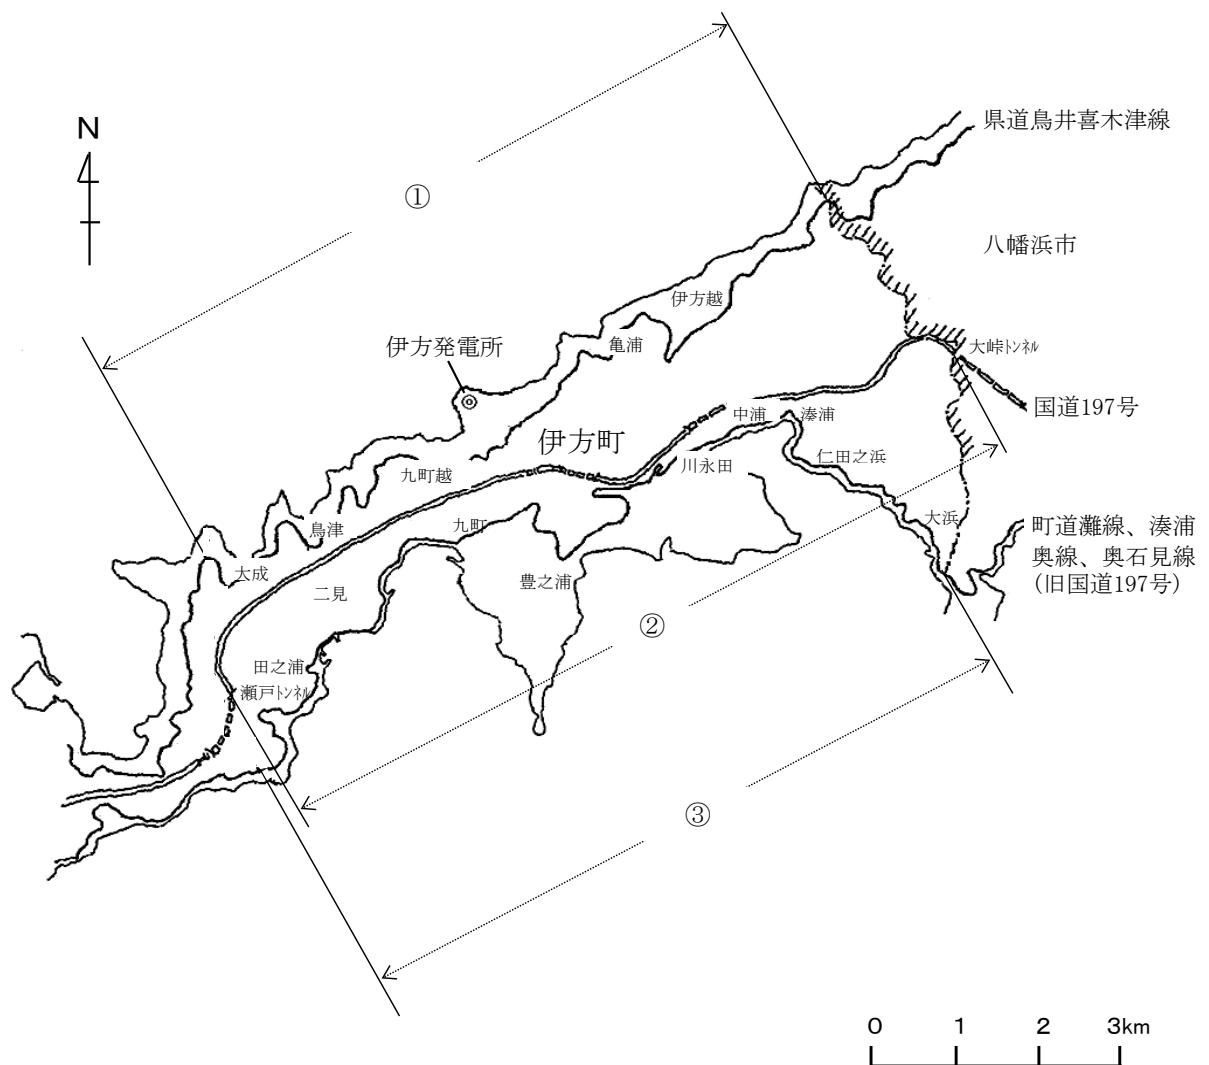 県道鳥井喜木津線
N
①
八幡浜市
伊方越
伊方発電所
亀浦
大峠トンネル
国道197号
中浦
湊浦
伊方町
川永田
仁田之浜
九町越
鳥津
九町
大浜
町道灘線、湊浦
奥線、奥石見線
(旧国道197号)
大成
二見
豊之浦
②
田之浦
瀬戸トンネル
③
0 1 2 3km